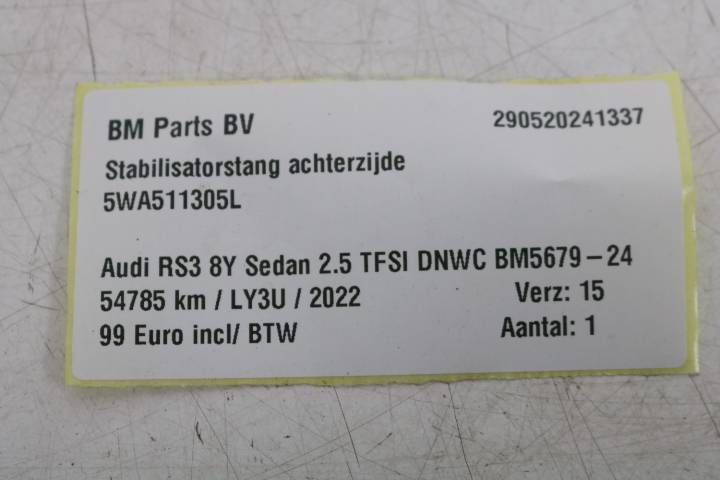 BM Parts BV 290520241337
Stabilisatorstang achterzijde
5WA511305L
Audi RS3 8Y Sedan 2.5 TFSI DNWC BM5679-24
54785 km / LY3U / 2022 Verz: 15
99 Euro incl/ BTW Aantal: 1